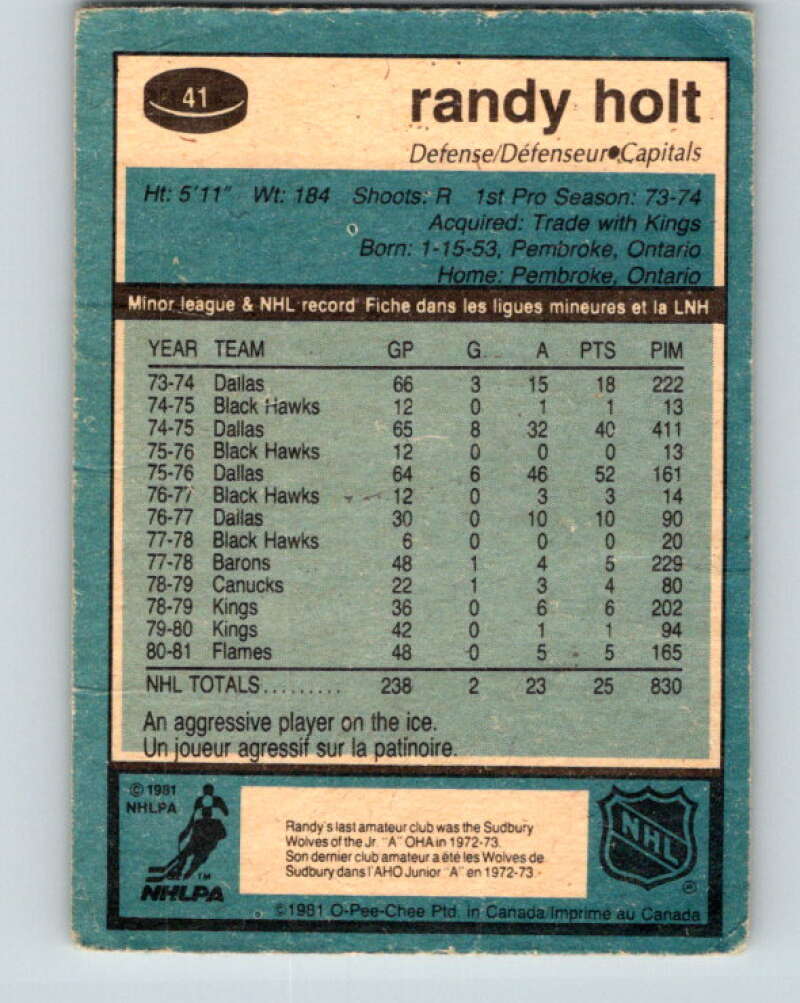 41
randy holt
Defense/Défenseur•Capitals
Ht: 5'11" Wt: 184 Shoots: R 1st Pro Season: 73-74
Acquired: Trade with Kings
Born: 1-15-53, Pembroke, Ontario
Home: Pembroke, Ontario
Minor league & NHL record Fiche dans les ligues mineures et la LNH
YEAR TEAM GP G A PTS PIM
73-74 Dallas 66 3 15 18 222
74-75 Black Hawks 12 0 1 1 13
74-75 Dallas 65 8 32 40 411
75-76 Black Hawks 12 0 0 0 13
75-76 Dallas 64 6 46 52 161
76-77 Black Hawks 12 0 3 3 14
76-77 Dallas 30 0 10 10 90
77-78 Black Hawks 6 0 0 0 20
77-78 Barons 48 1 4 5 229
78-79 Canucks 22 1 3 4 80
78-79 Kings 36 0 6 6 202
79-80 Kings 42 0 1 1 94
80-81 Flames 48 0 5 5 165
NHL TOTALS......... 238 2 23 25 830
An aggressive player on the ice.
Un joueur agressif sur la patinoire.
©1981
NHLPA
TM
NHLPA
Randy's last amateur club was the Sudbury
Wolves of the Jr. "A" OHA in 1972-73.
Son dernier club amateur a été les Wolves de
Sudbury dans l'AHO Junior "A" en 1972-73.
NHL
®
©1981 O-Pee-Chee Ptd. in Canada/Imprimé au Canada